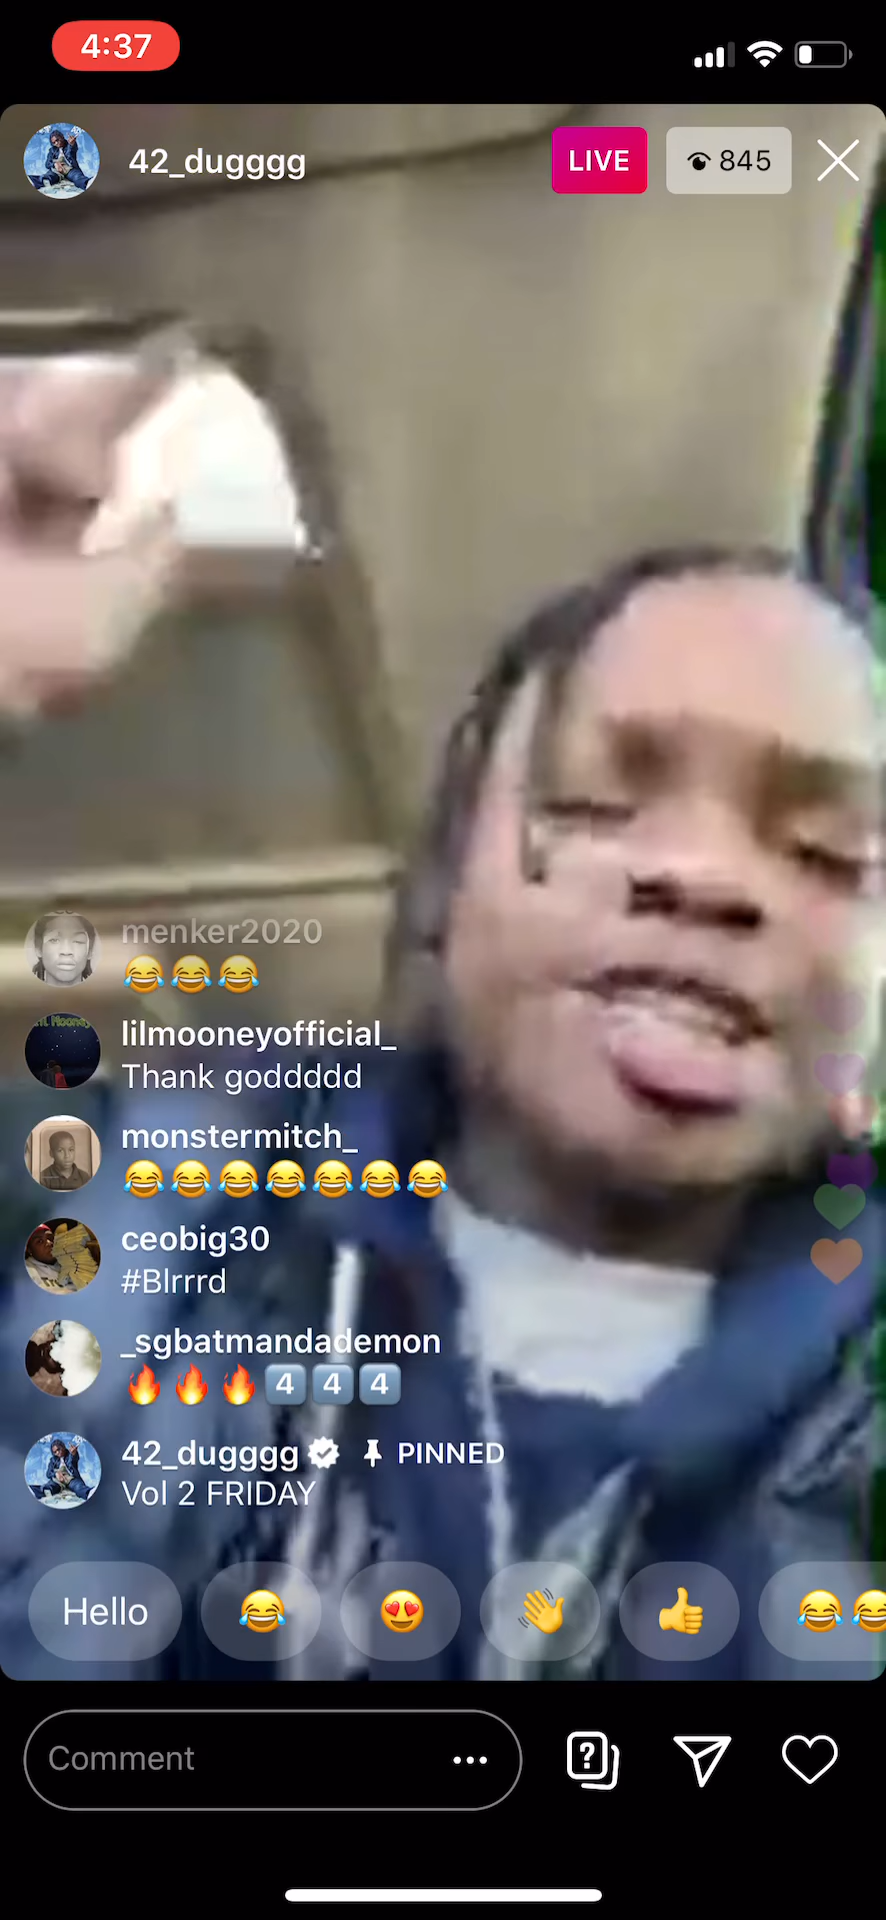 4:37
42_dugggg
LIVE
845
menker2020
😂😂😂
lilmooneyofficial_
Thank goddddd
monstermitch_
😂😂😂😂😂😂😂
ceobig30
#Blrrrd
_sgbatmandademon
🔥🔥🔥4️⃣4️⃣4️⃣
42_dugggg PINNED
Vol 2 FRIDAY
Hello 😂 😍 👋 👍 😂😂
Comment